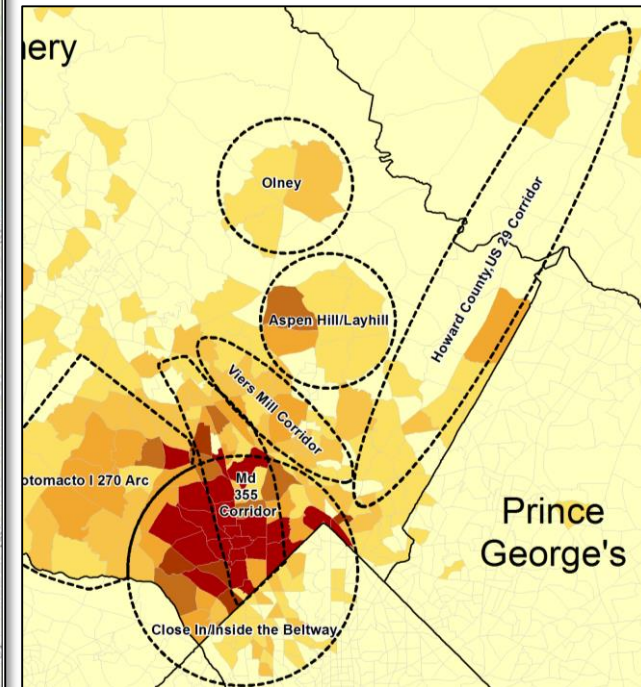 nery
Olney
Howard County,US 29 Corridor
Aspen Hill/Layhill
Viers Mill Corridor
otomacto I 270 Arc
Md
355
Corridor
Prince
George's
Close In/Inside the Beltway